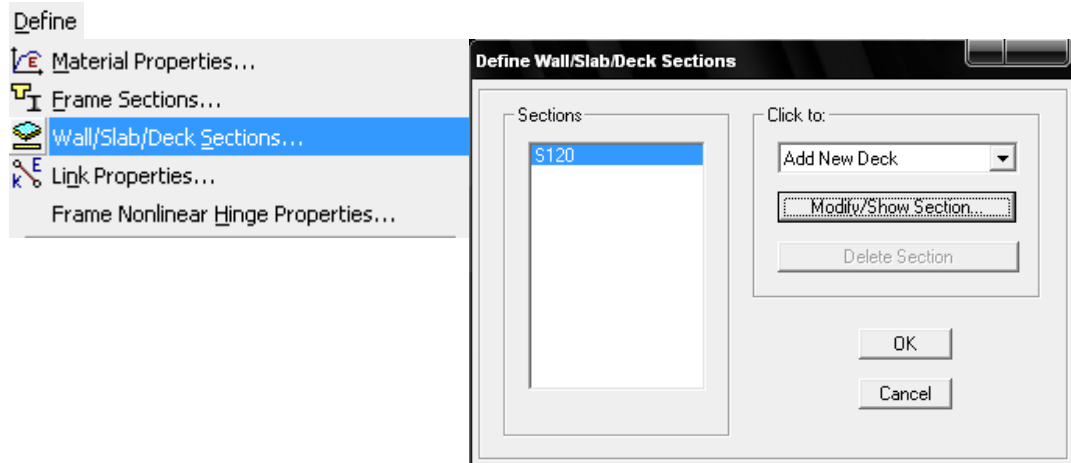 Define
Material Properties...
Frame Sections...
Wall/Slab/Deck Sections...
Link Properties...
Frame Nonlinear Hinge Properties...
Define Wall/Slab/Deck Sections
Sections
S120
Click to:
Add New Deck
Modify/Show Section...
Delete Section
OK
Cancel